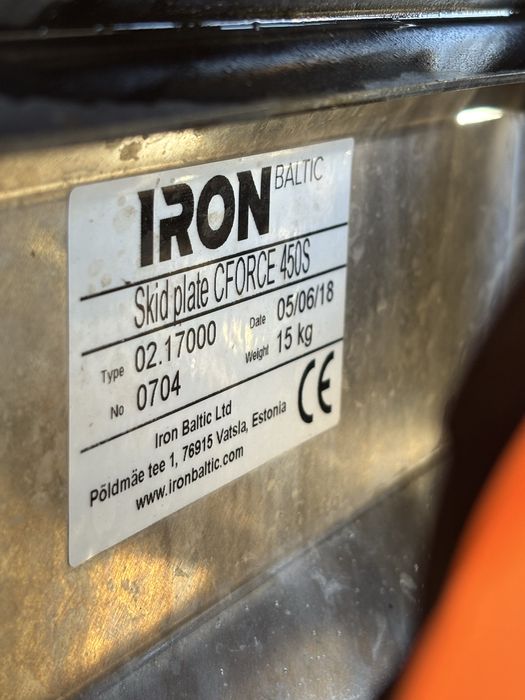 IRON BALTIC
Skid plate CFORCE 450S
Type 02.17000 Date 05/06/18
No 0704 Weight 15 kg
Iron Baltic Ltd
Põldmäe tee 1, 76915 Vatsla, Estonia
www.ironbaltic.com
CE